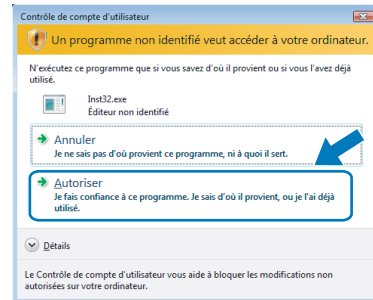 Contrôle de compte d'utilisateur
Un programme non identifié veut accéder à votre ordinateur.
N'exécutez ce programme que si vous savez d'où il provient ou si vous l'avez déjà
utilisé.
Inst32.exe
Éditeur non identifié
Annuler
Je ne sais pas d'où provient ce programme, ni à quoi il sert.
Autoriser
Je fais confiance à ce programme. Je sais d'où il provient, ou je l'ai déjà
utilisé.
Détails
Le Contrôle de compte d'utilisateur vous aide à bloquer les modifications non
autorisées sur votre ordinateur.